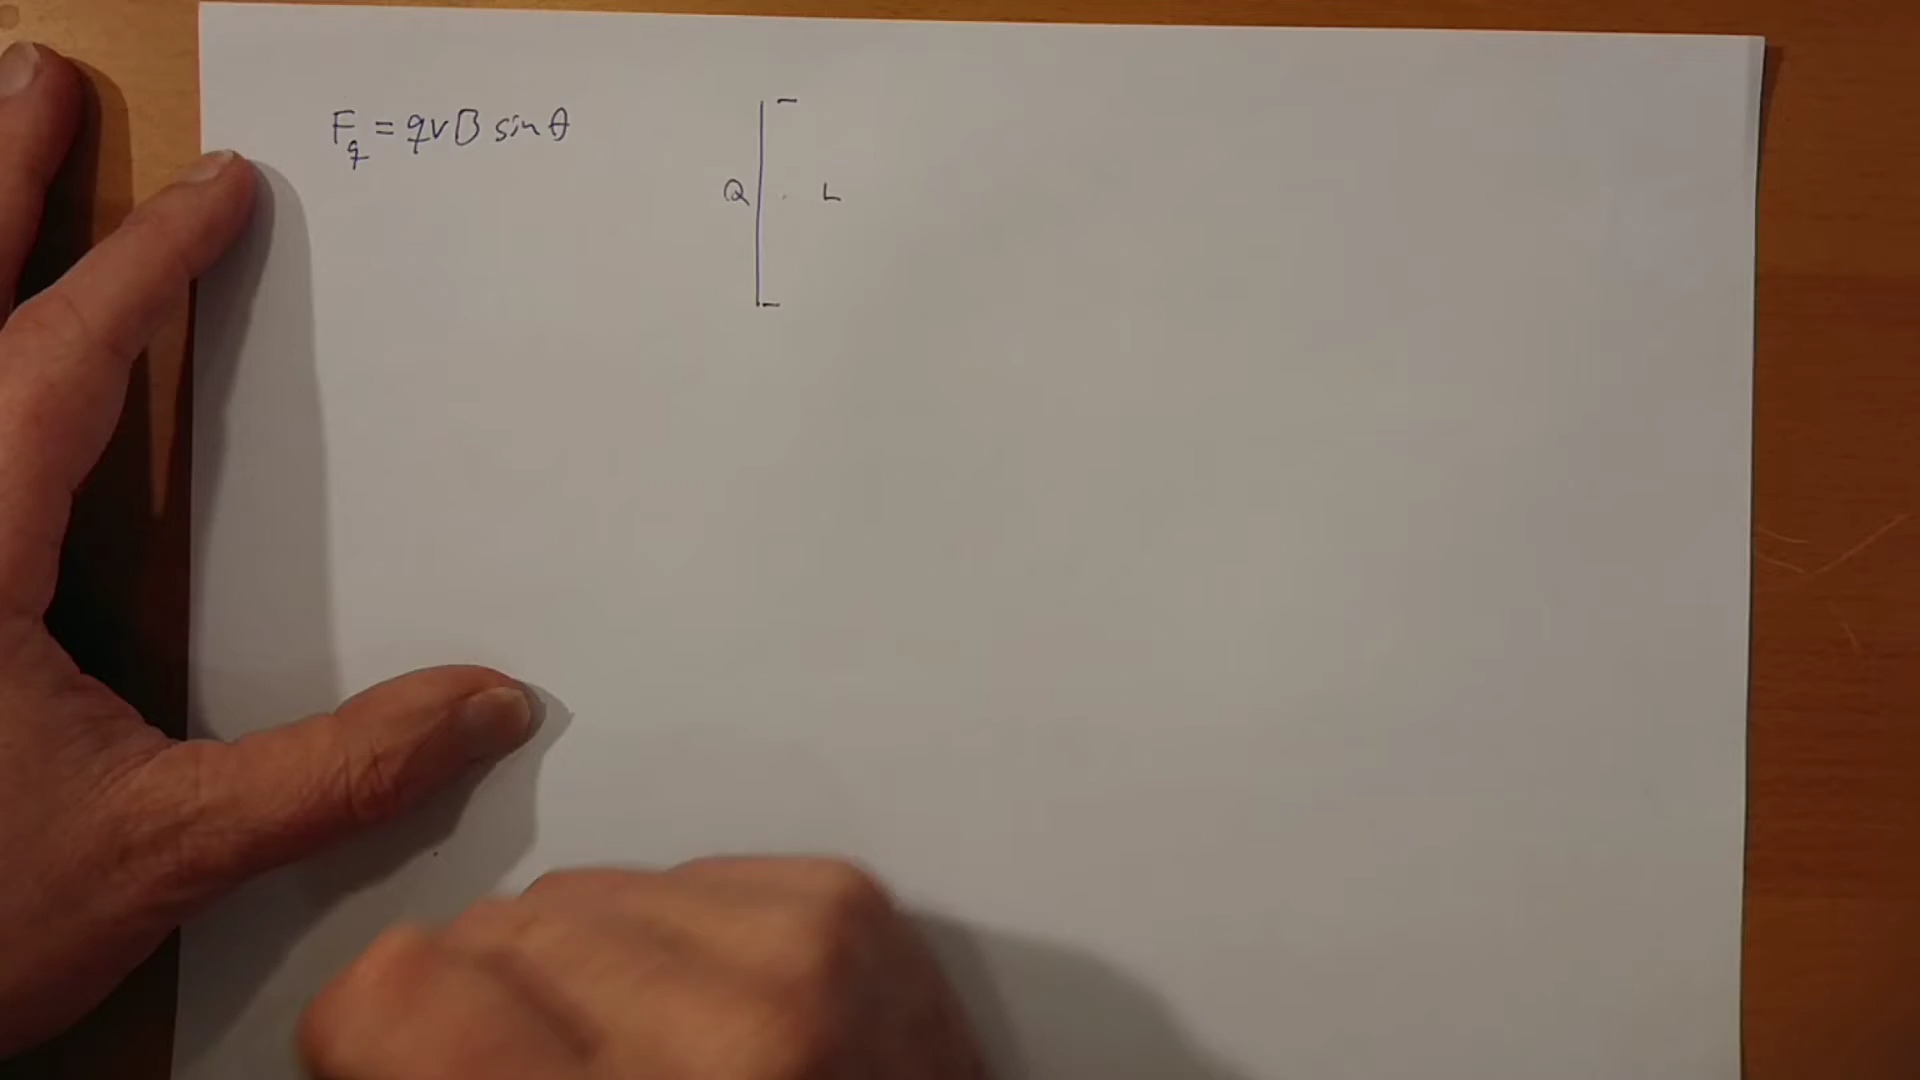 F_q = qvB sin θ
Q L